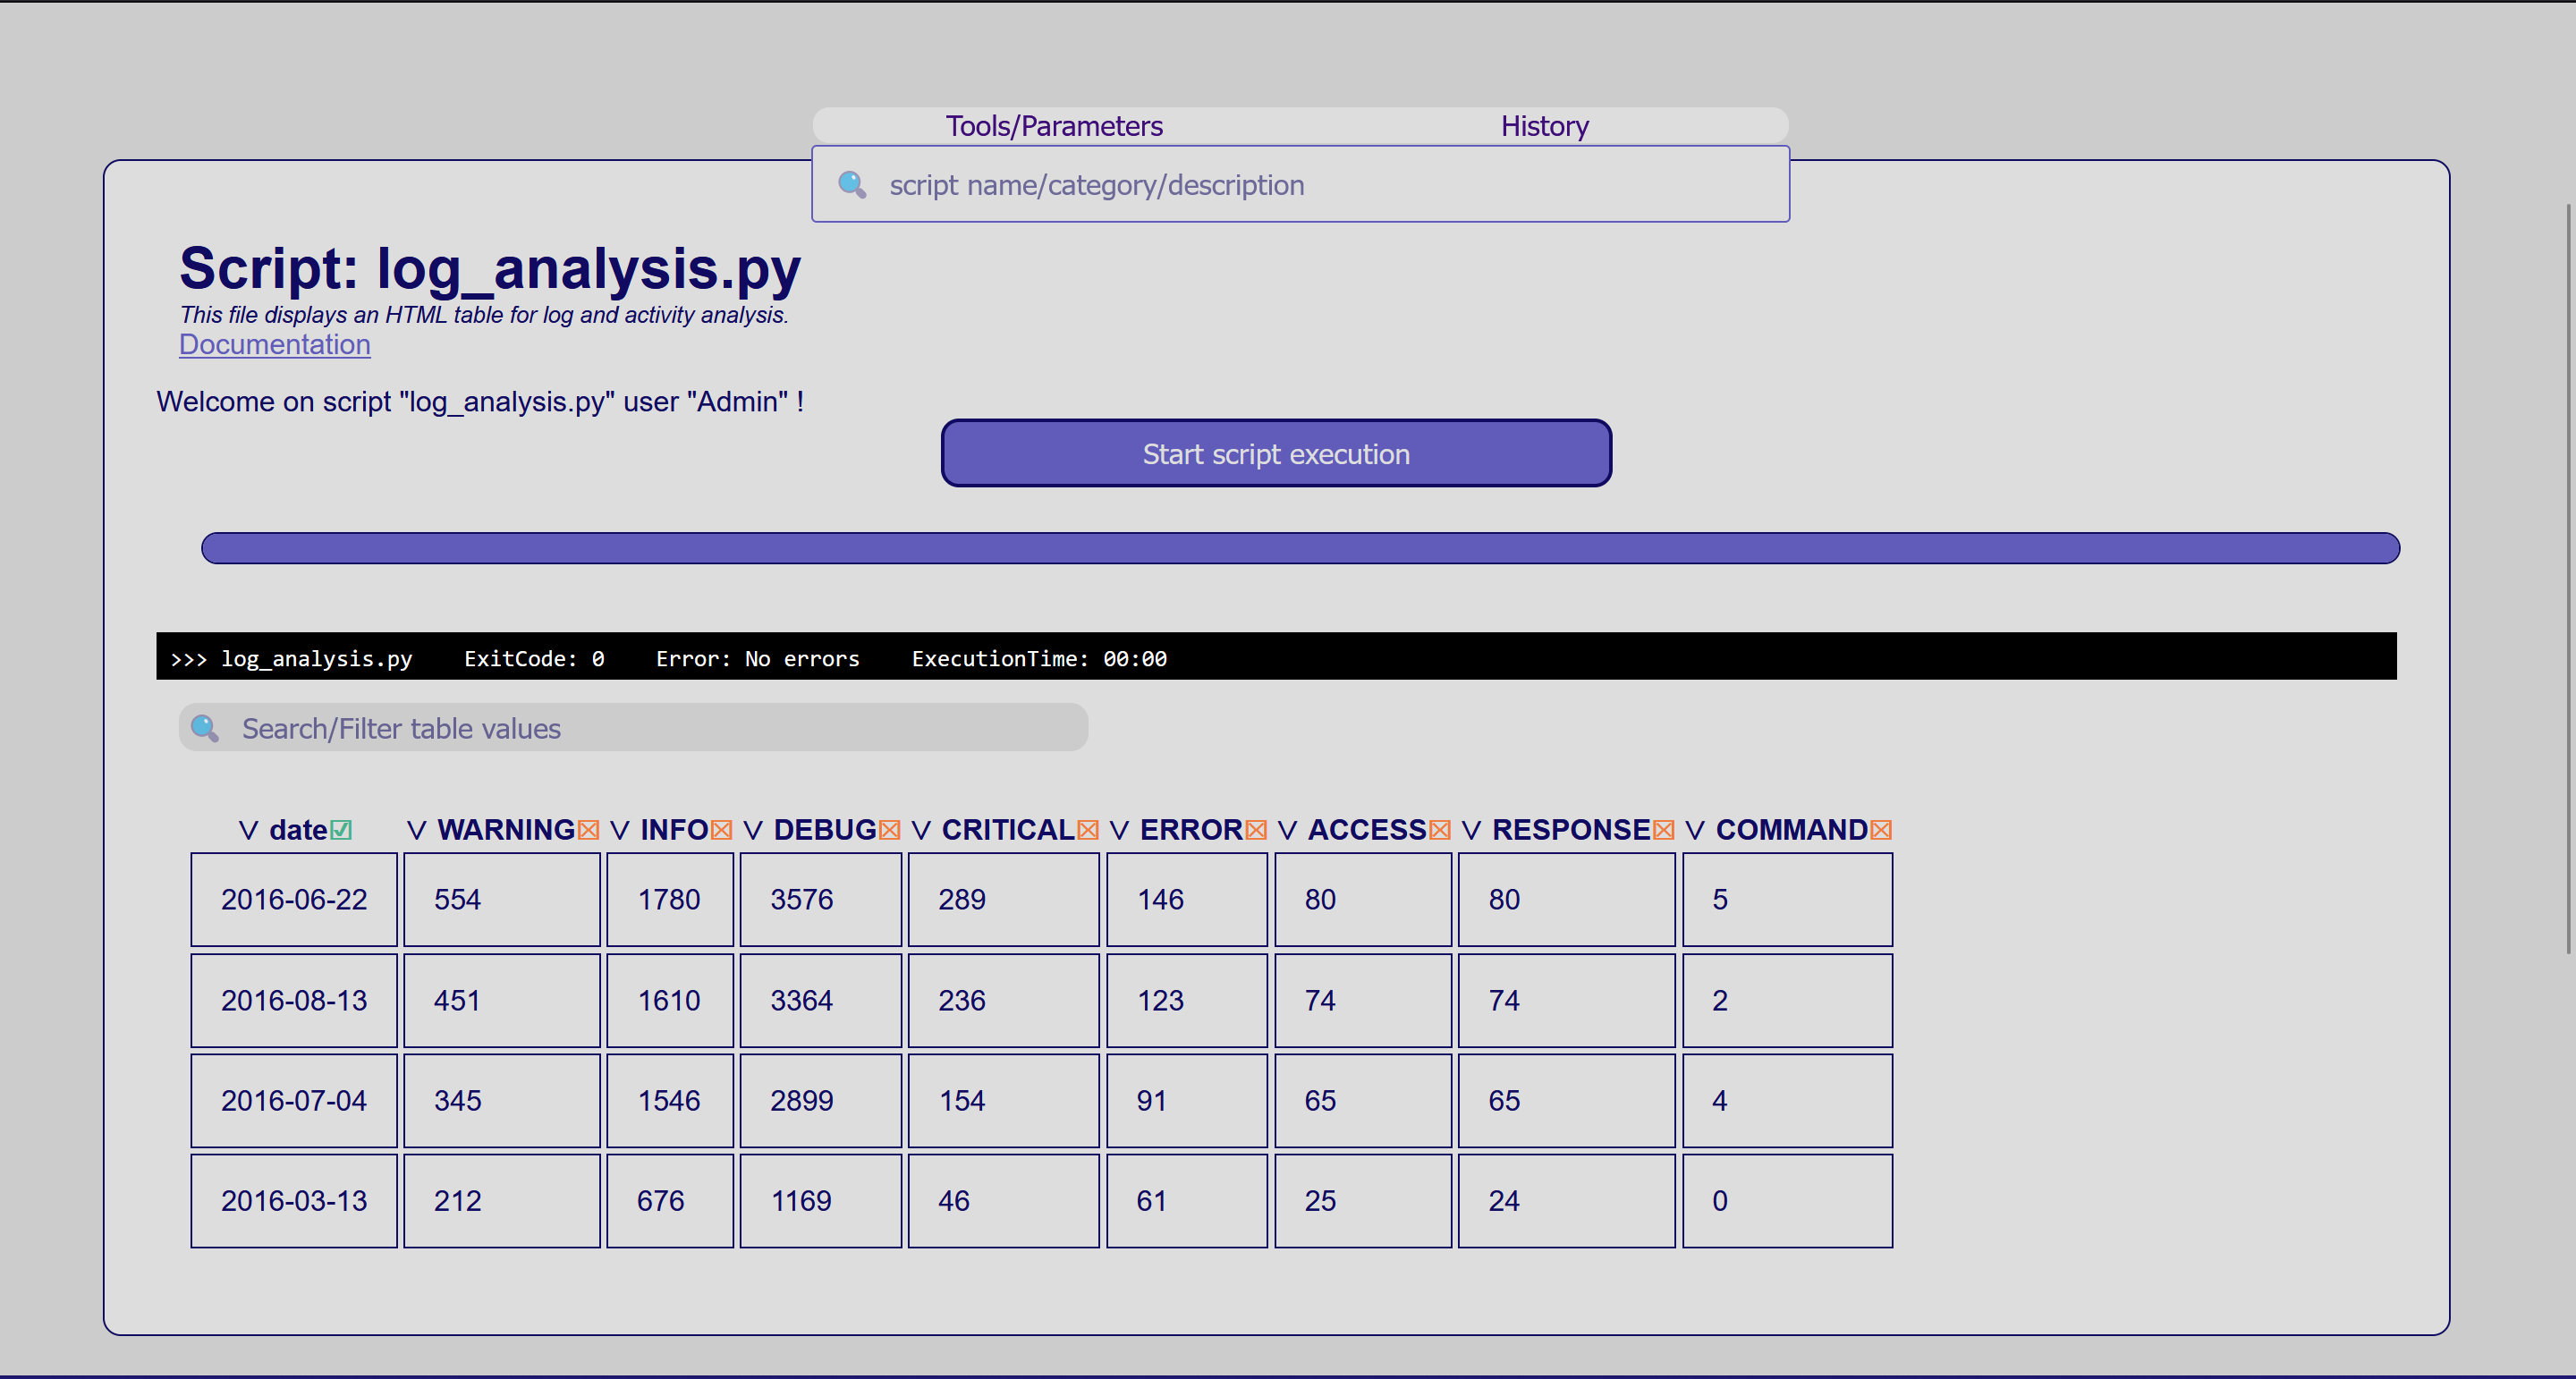 Tools/Parameters History
🔍 script name/category/description
Script: log_analysis.py
This file displays an HTML table for log and activity analysis.
Documentation
Welcome on script "log_analysis.py" user "Admin" !
Start script execution
>>> log_analysis.py    ExitCode: 0    Error: No errors    ExecutionTime: 00:00
🔍 Search/Filter table values
V date☑ V WARNING☒ V INFO☒ V DEBUG☒ V CRITICAL☒ V ERROR☒ V ACCESS☒ V RESPONSE☒ V COMMAND☒
2016-06-22 554 1780 3576 289 146 80 80 5
2016-08-13 451 1610 3364 236 123 74 74 2
2016-07-04 345 1546 2899 154 91 65 65 4
2016-03-13 212 676 1169 46 61 25 24 0